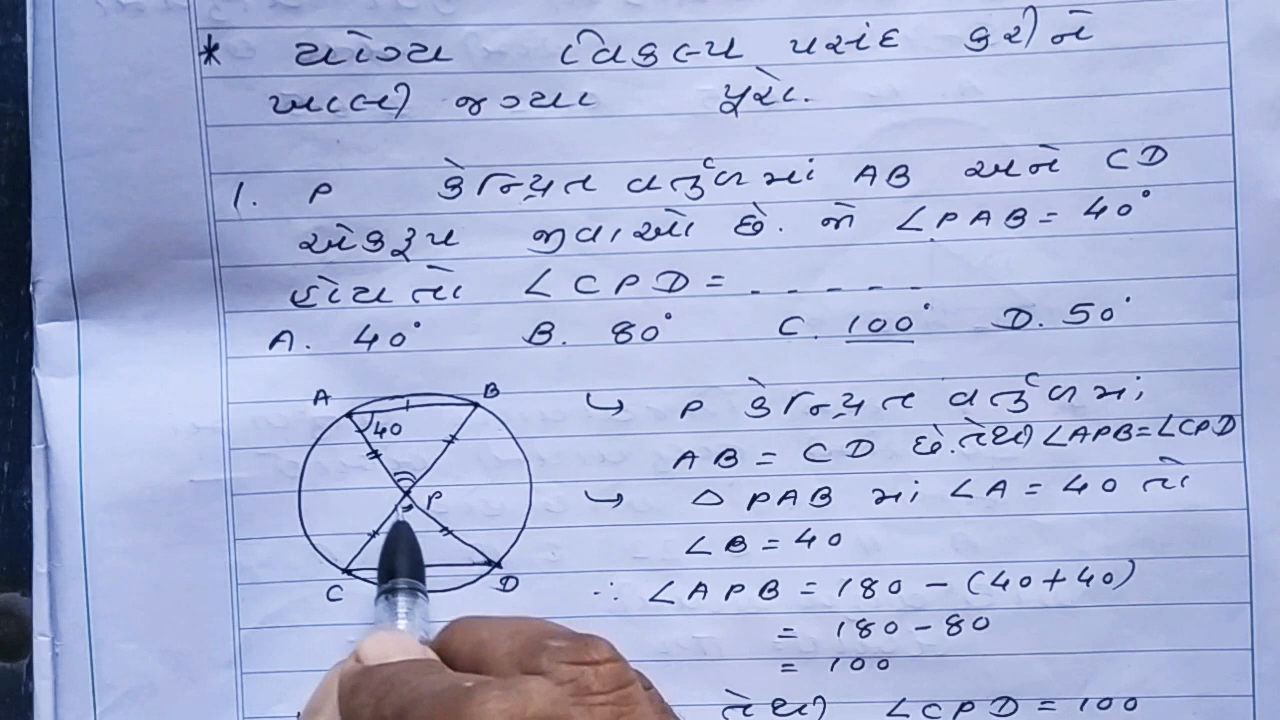 * યોગ્ય વિકલ્પ પસંદ કરીને
ખાલી જગ્યા પુરો.
1. P કેન્દ્રિત વર્તુળમાં AB અને CD
એકરૂપ જીવાઓ છે. જો ∠PAB = 40°
હોય તો ∠CPD = - - - - -
A. 40° B. 80° C. 100° D. 50°
A B
40
P
C D
↪ P કેન્દ્રિત વર્તુળમાં
AB = CD છે. તેથી ∠APB = ∠CPD
↪ △ PAB માં ∠A = 40 તો
∠B = 40
∴ ∠APB = 180 - (40+40)
= 180 - 80
= 100
તેથી ∠CPD = 100